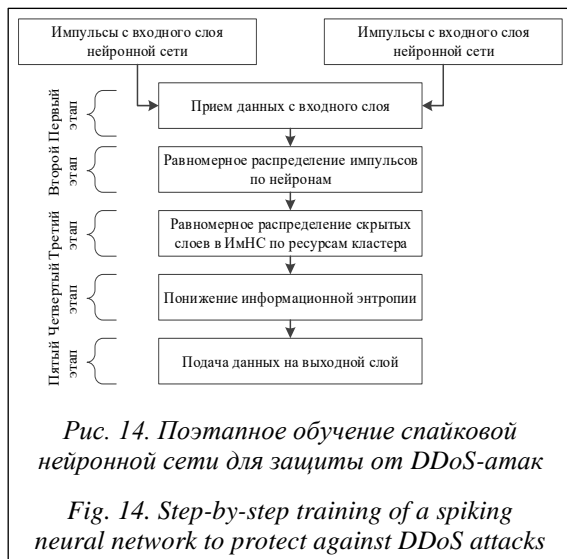 Импульсы с входного слоя
нейронной сети
Импульсы с входного слоя
нейронной сети
Первый
этап
Прием данных с входного слоя
Второй
этап
Равномерное распределение импульсов
по нейронам
Третий
этап
Равномерное распределение скрытых
слоев в ИмНС по ресурсам кластера
Четвертый
этап
Понижение информационной энтропии
Пятый
этап
Подача данных на выходной слой
Рис. 14. Поэтапное обучение спайковой
нейронной сети для защиты от DDoS-атак
Fig. 14. Step-by-step training of a spiking
neural network to protect against DDoS attacks